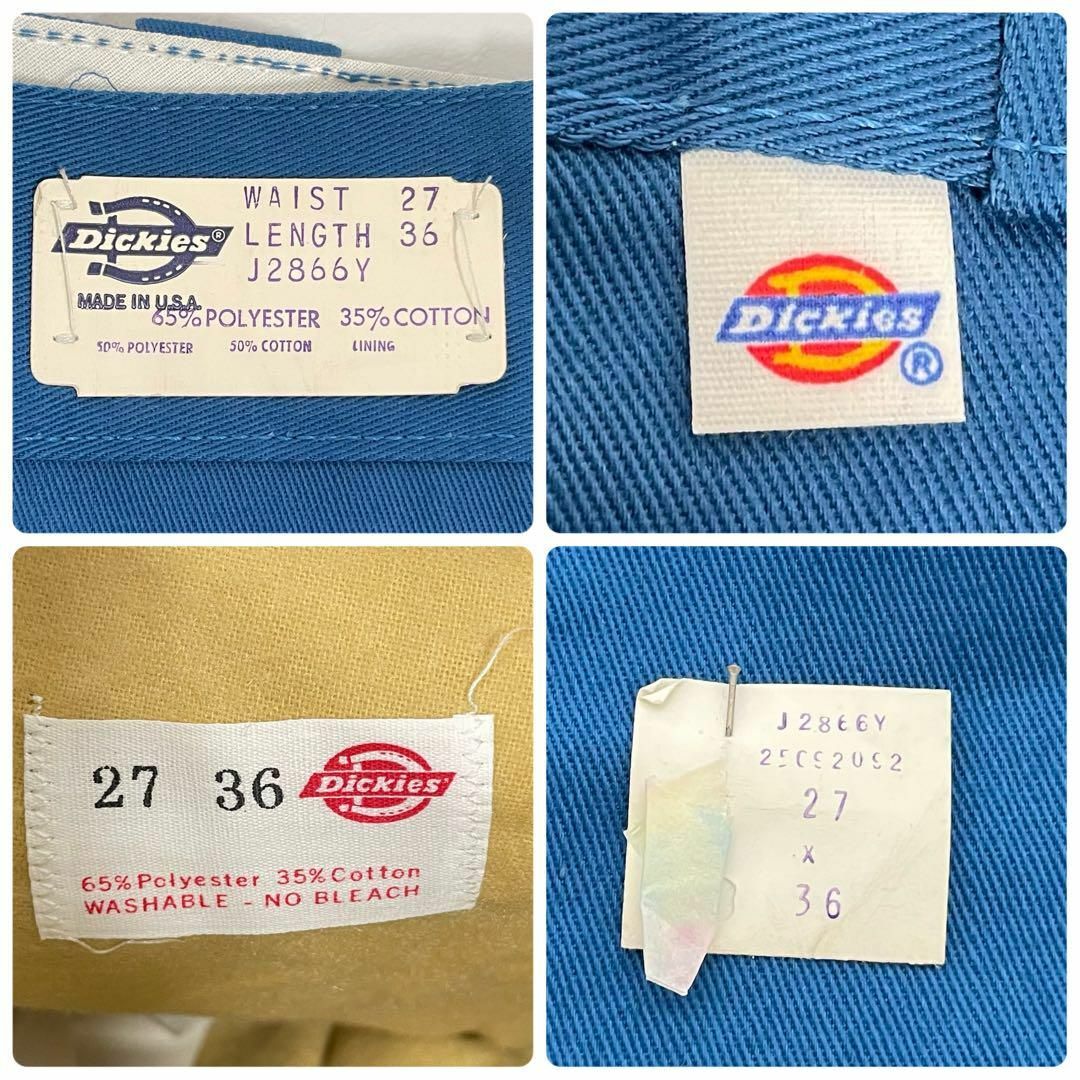 WAIST 27
Dickies®
LENGTH 36
J2866Y
MADE IN U.S.A.
65% POLYESTER 35% COTTON
50% POLYESTER 50% COTTON LINING
Dickies
®
27 36 Dickies
65% Polyester 35% Cotton
WASHABLE - NO BLEACH
J2866Y
27
x
36